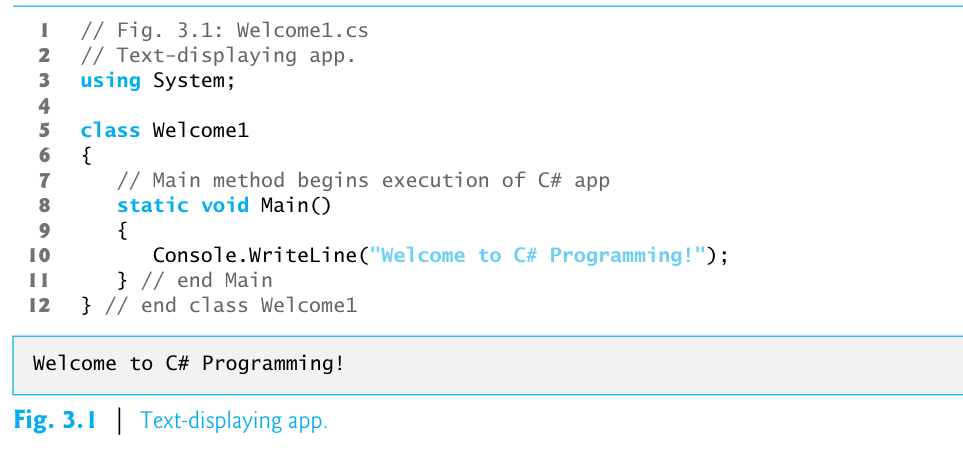 1 // Fig. 3.1: Welcome1.cs
2 // Text-displaying app.
3 using System;
4
5 class Welcome1
6 {
7    // Main method begins execution of C# app
8    static void Main()
9    {
10       Console.WriteLine("Welcome to C# Programming!");
11    } // end Main
12 } // end class Welcome1
Welcome to C# Programming!
Fig. 3.1 | Text-displaying app.